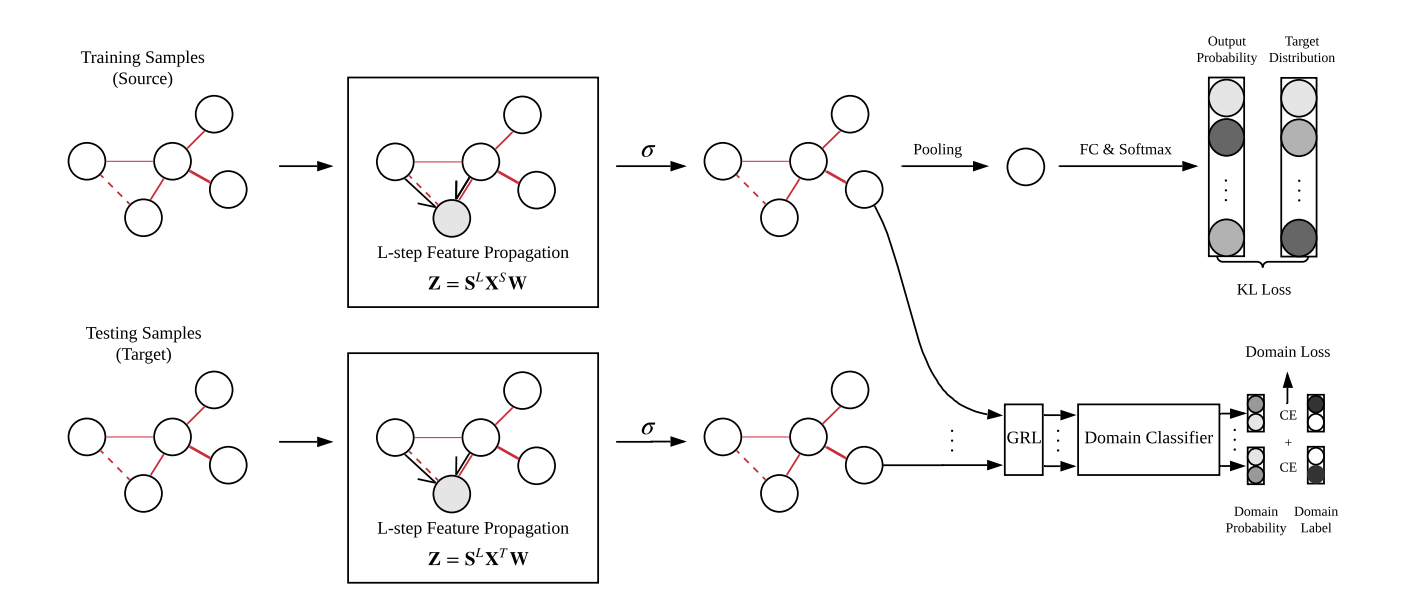 Training Samples
(Source)
L-step Feature Propagation
Z = S^L X^S W
σ
Pooling
FC & Softmax
Output
Probability
Target
Distribution
KL Loss
Testing Samples
(Target)
L-step Feature Propagation
Z = S^L X^T W
σ
GRL
Domain Classifier
Domain Loss
CE
+
CE
Domain
Probability
Domain
Label